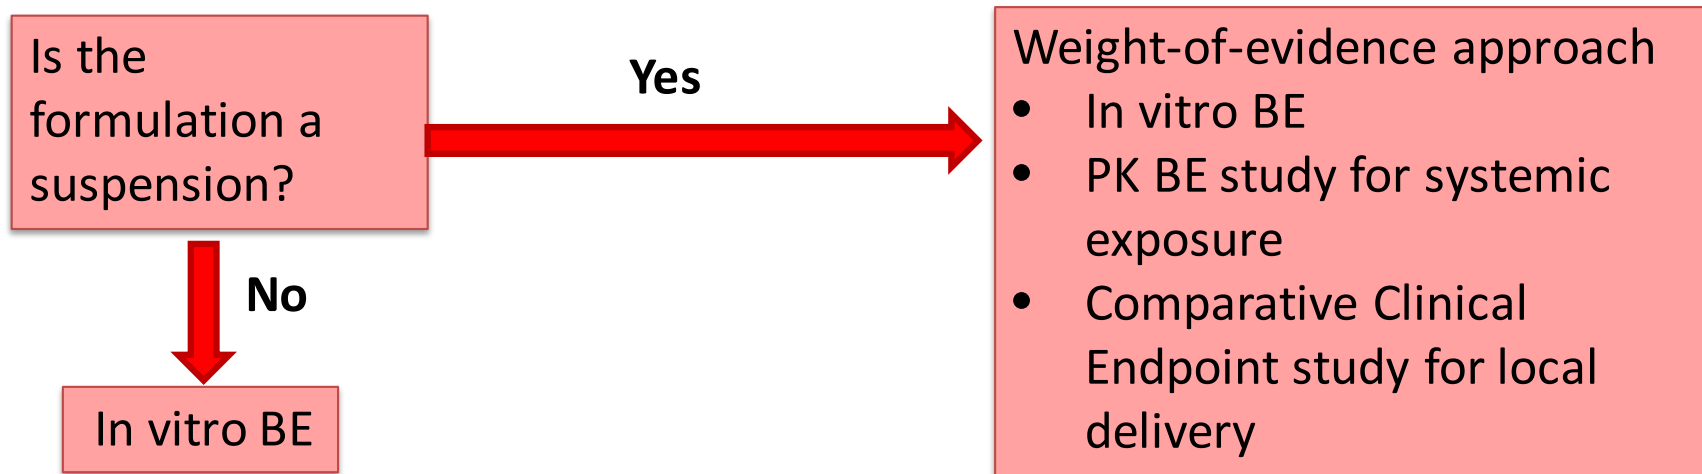 Is the
formulation a
suspension?
Yes
No
In vitro BE
Weight-of-evidence approach
• In vitro BE
• PK BE study for systemic
exposure
• Comparative Clinical
Endpoint study for local
delivery